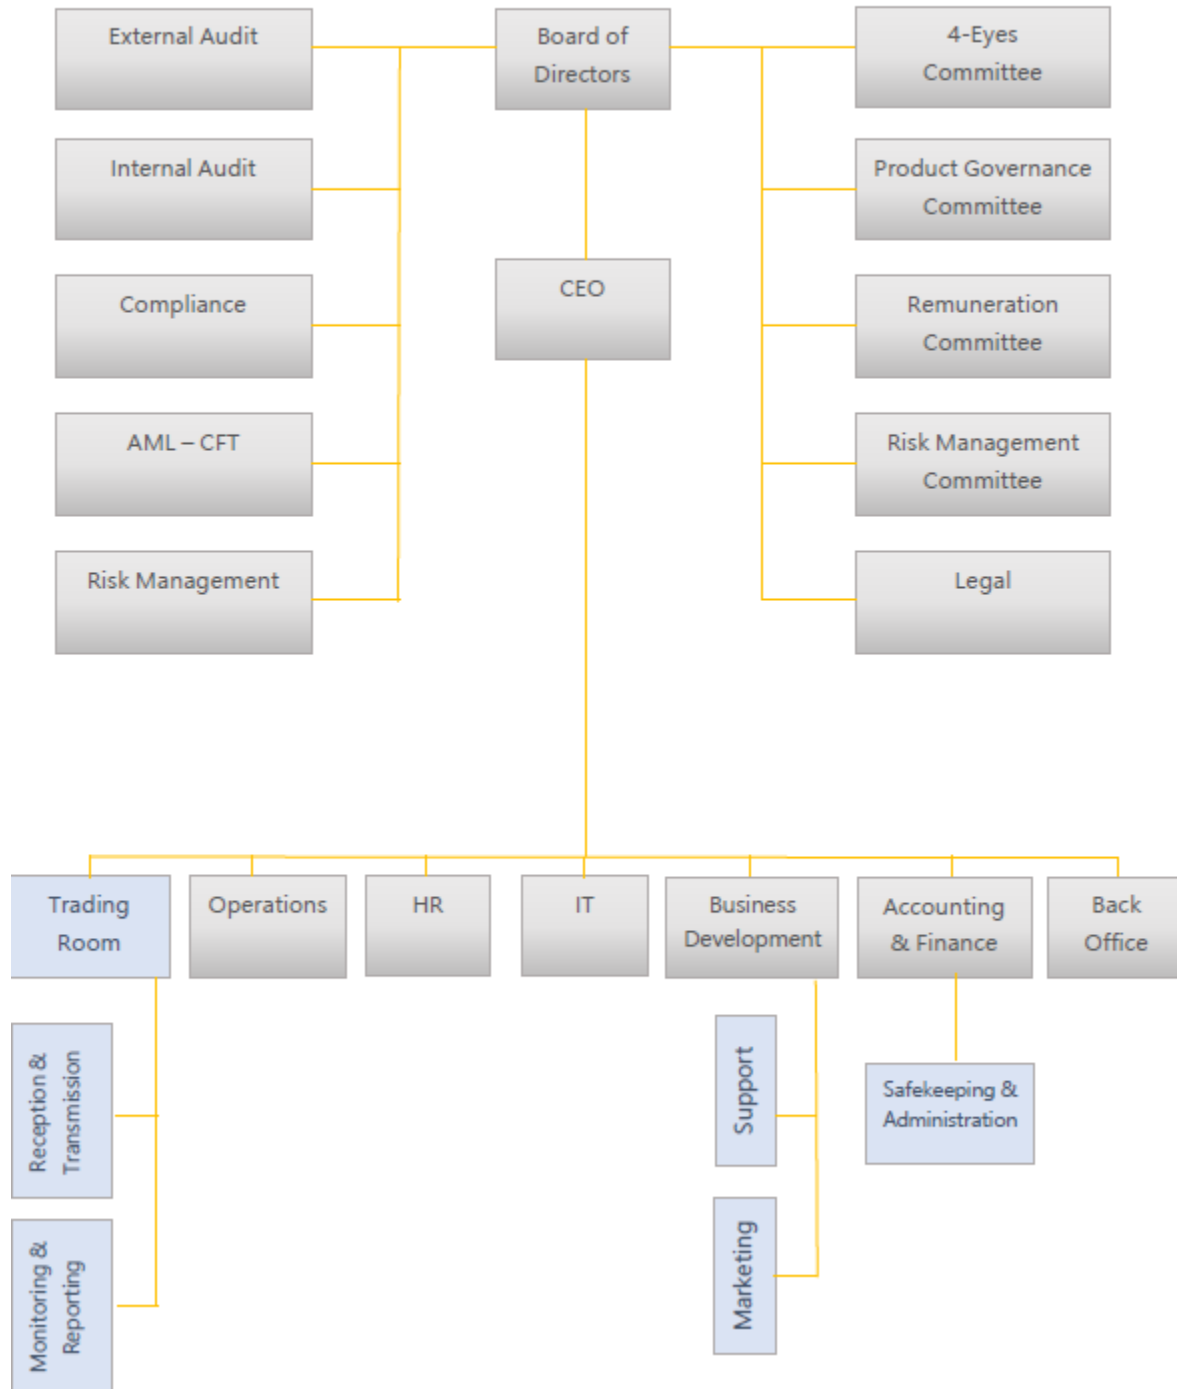 External Audit
Board of
Directors
4-Eyes
Committee
Internal Audit
Product Governance
Committee
Compliance
CEO
Remuneration
Committee
AML – CFT
Risk Management
Committee
Risk Management
Legal
Trading
Room
Operations
HR
IT
Business
Development
Accounting
& Finance
Back
Office
Reception &
Transmission
Support
Safekeeping &
Administration
Monitoring &
Reporting
Marketing